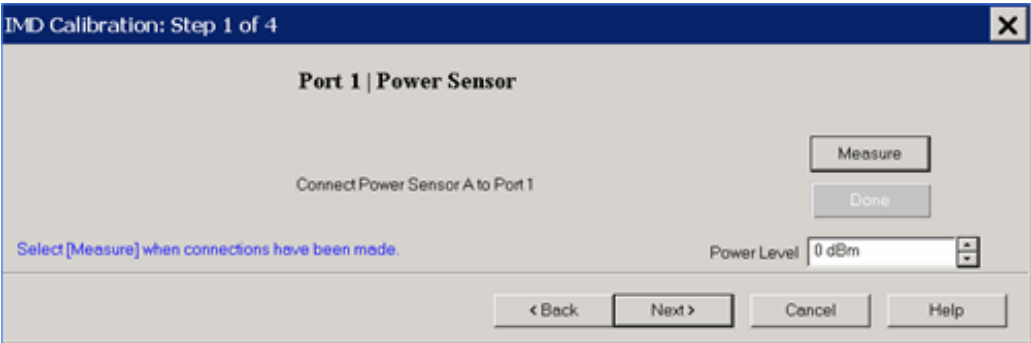 IMD Calibration: Step 1 of 4
Port 1 | Power Sensor
Measure
Connect Power Sensor A to Port 1
Done
Select [Measure] when connections have been made.
Power Level 0 dBm
< Back Next > Cancel Help